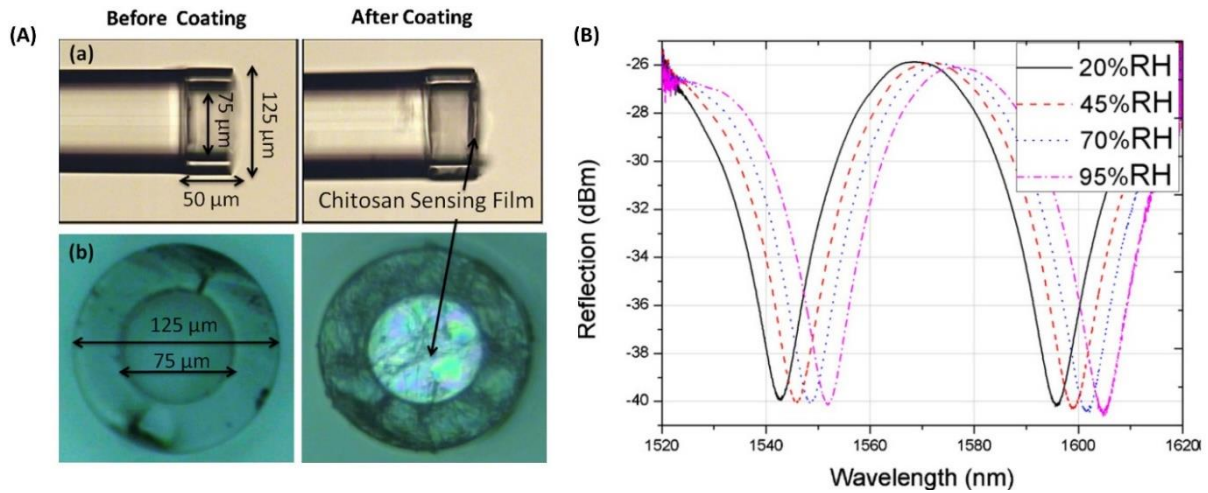 Before Coating
After Coating
(A)
(a)
75 µm
125 µm
50 µm
Chitosan Sensing Film
(b)
125 µm
75 µm
(B)
20%RH
45%RH
70%RH
95%RH
-26
-28
-30
-32
-34
-36
-38
-40
Reflection (dBm)
1520
1540
1560
1580
1600
1620
Wavelength (nm)